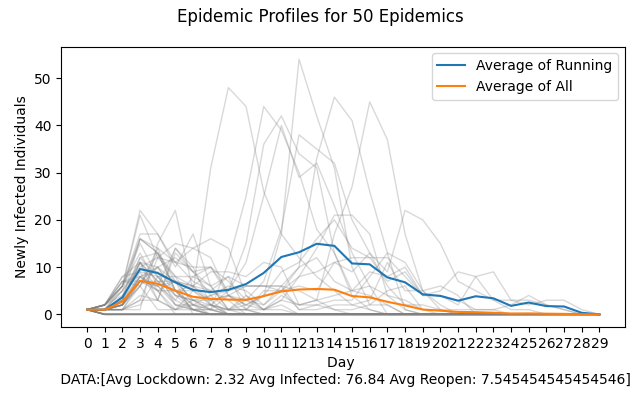 Epidemic Profiles for 50 Epidemics
Average of Running
Average of All
Newly Infected Individuals
50
40
30
20
10
0
0 1 2 3 4 5 6 7 8 9 10 11 12 13 14 15 16 17 18 19 20 21 22 23 24 25 26 27 28 29
Day
DATA:[Avg Lockdown: 2.32 Avg Infected: 76.84 Avg Reopen: 7.545454545454546]